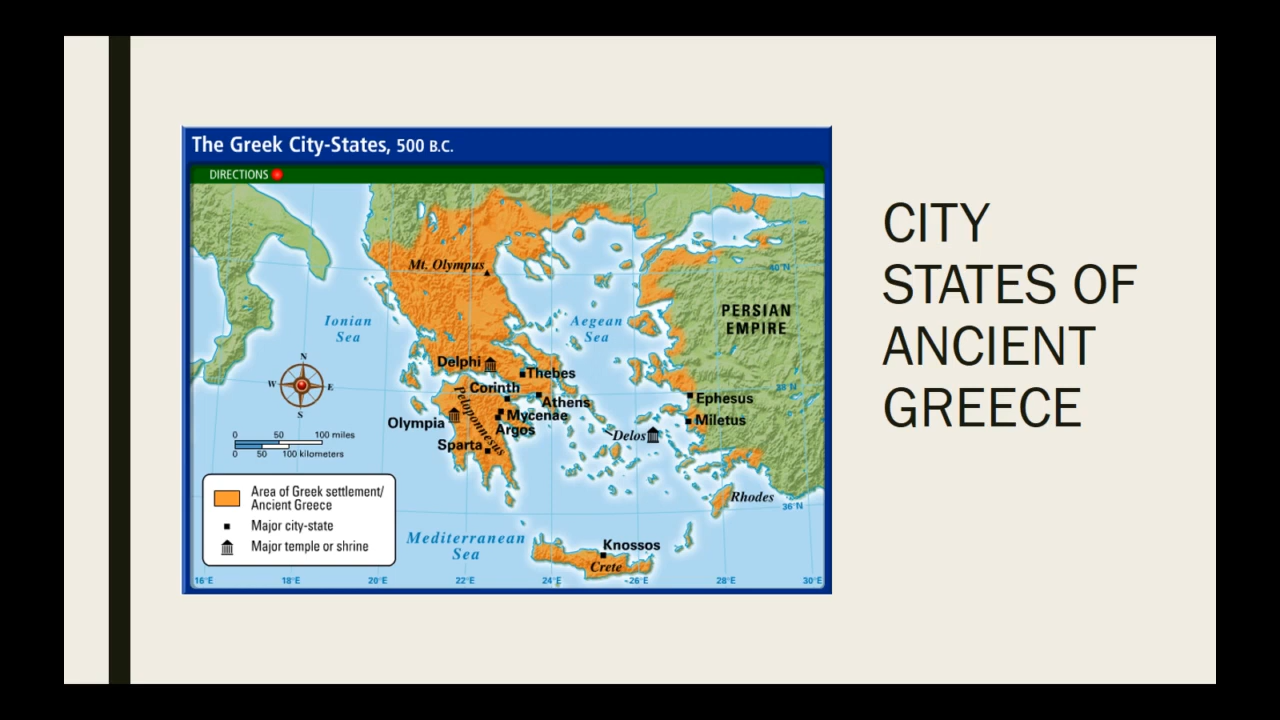 The Greek City-States, 500 B.C.
DIRECTIONS
Mt. Olympus
40°N
PERSIAN
EMPIRE
Ionian
Sea
Aegean
Sea
N
W
E
S
Delphi
Thebes
38°N
Corinth
Athens
Ephesus
Peloponnesus
Mycenae
Olympia
Argos
Miletus
Delos
Sparta
0 50 100 miles
0 50 100 kilometers
Rhodes
36°N
Area of Greek settlement/
Ancient Greece
Major city-state
Major temple or shrine
Mediterranean
Sea
Knossos
Crete
16°E 18°E 20°E 22°E 24°E 26°E 28°E 30°E
CITY
STATES OF
ANCIENT
GREECE